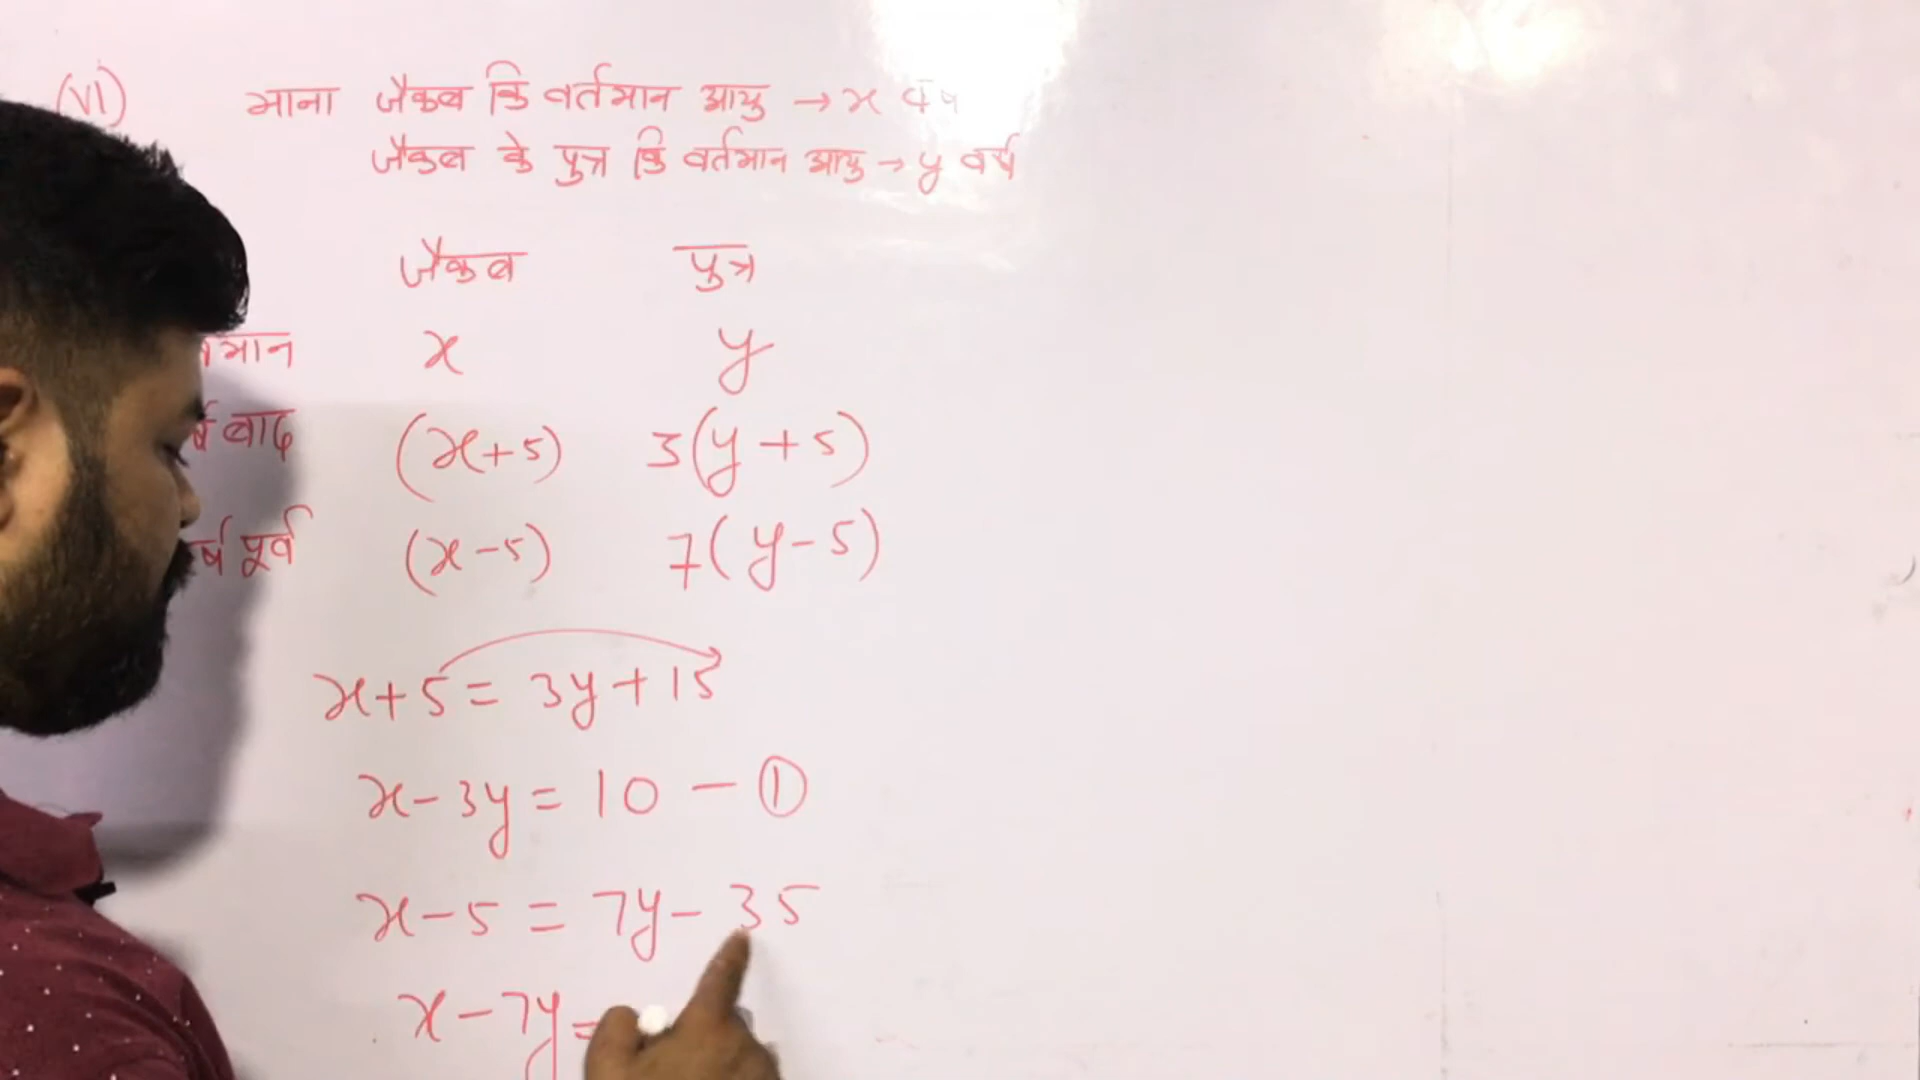 (VI) माना जैकब कि वर्तमान आयु → x वर्ष
जैकब के पुत्र कि वर्तमान आयु → y वर्ष
जैकब पुत्र
x y
बाद (x+5) 3(y+5)
पूर्व (x-5) 7(y-5)
x+5 = 3y+15
x-3y = 10 - ①
x-5 = 7y-35
x-7y =